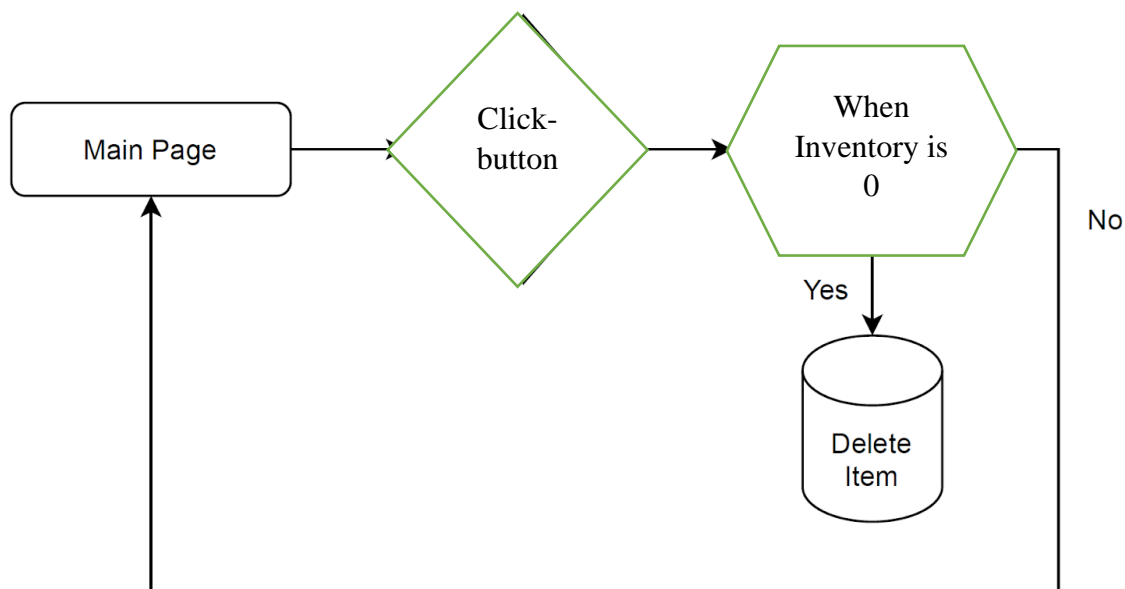 Main Page
Click-
button
When
Inventory is
0
No
Yes
Delete
Item